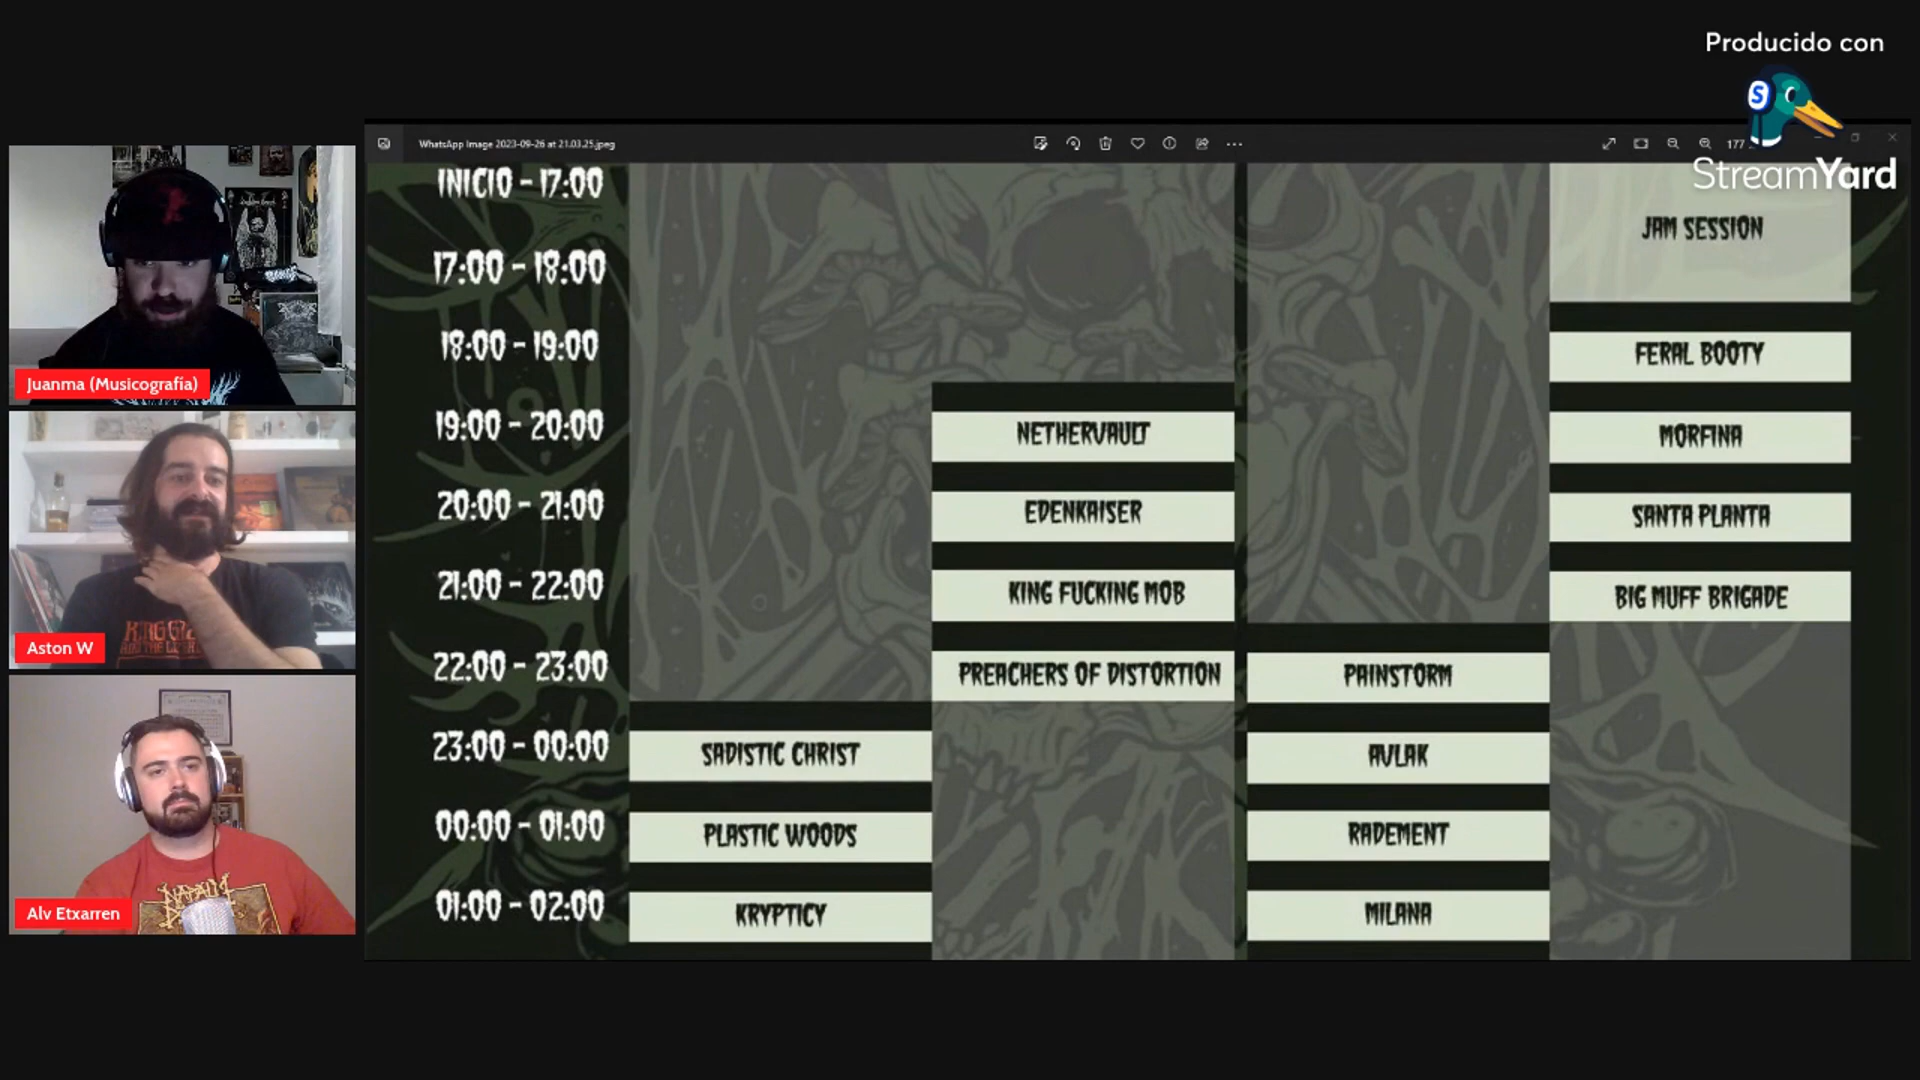 Producido con
StreamYard
WhatsApp Image 2023-09-26 at 21.03.25.jpeg
177
INICIO - 17:00
JAM SESSION
17:00 - 18:00
18:00 - 19:00
FERAL BOOTY
19:00 - 20:00
NETHERVAULT
MORFINA
20:00 - 21:00
EDENKAISER
SANTA PLANTA
21:00 - 22:00
KING FUCKING MOB
BIG MUFF BRIGADE
22:00 - 23:00
PREACHERS OF DISTORTION
PAINSTORM
23:00 - 00:00
SADISTIC CHRIST
AVLAK
00:00 - 01:00
PLASTIC WOODS
RADEMENT
01:00 - 02:00
KRYPTICY
MILANA
Juanma (Musicografía)
Aston W
Alv Etxarren
NAPALM